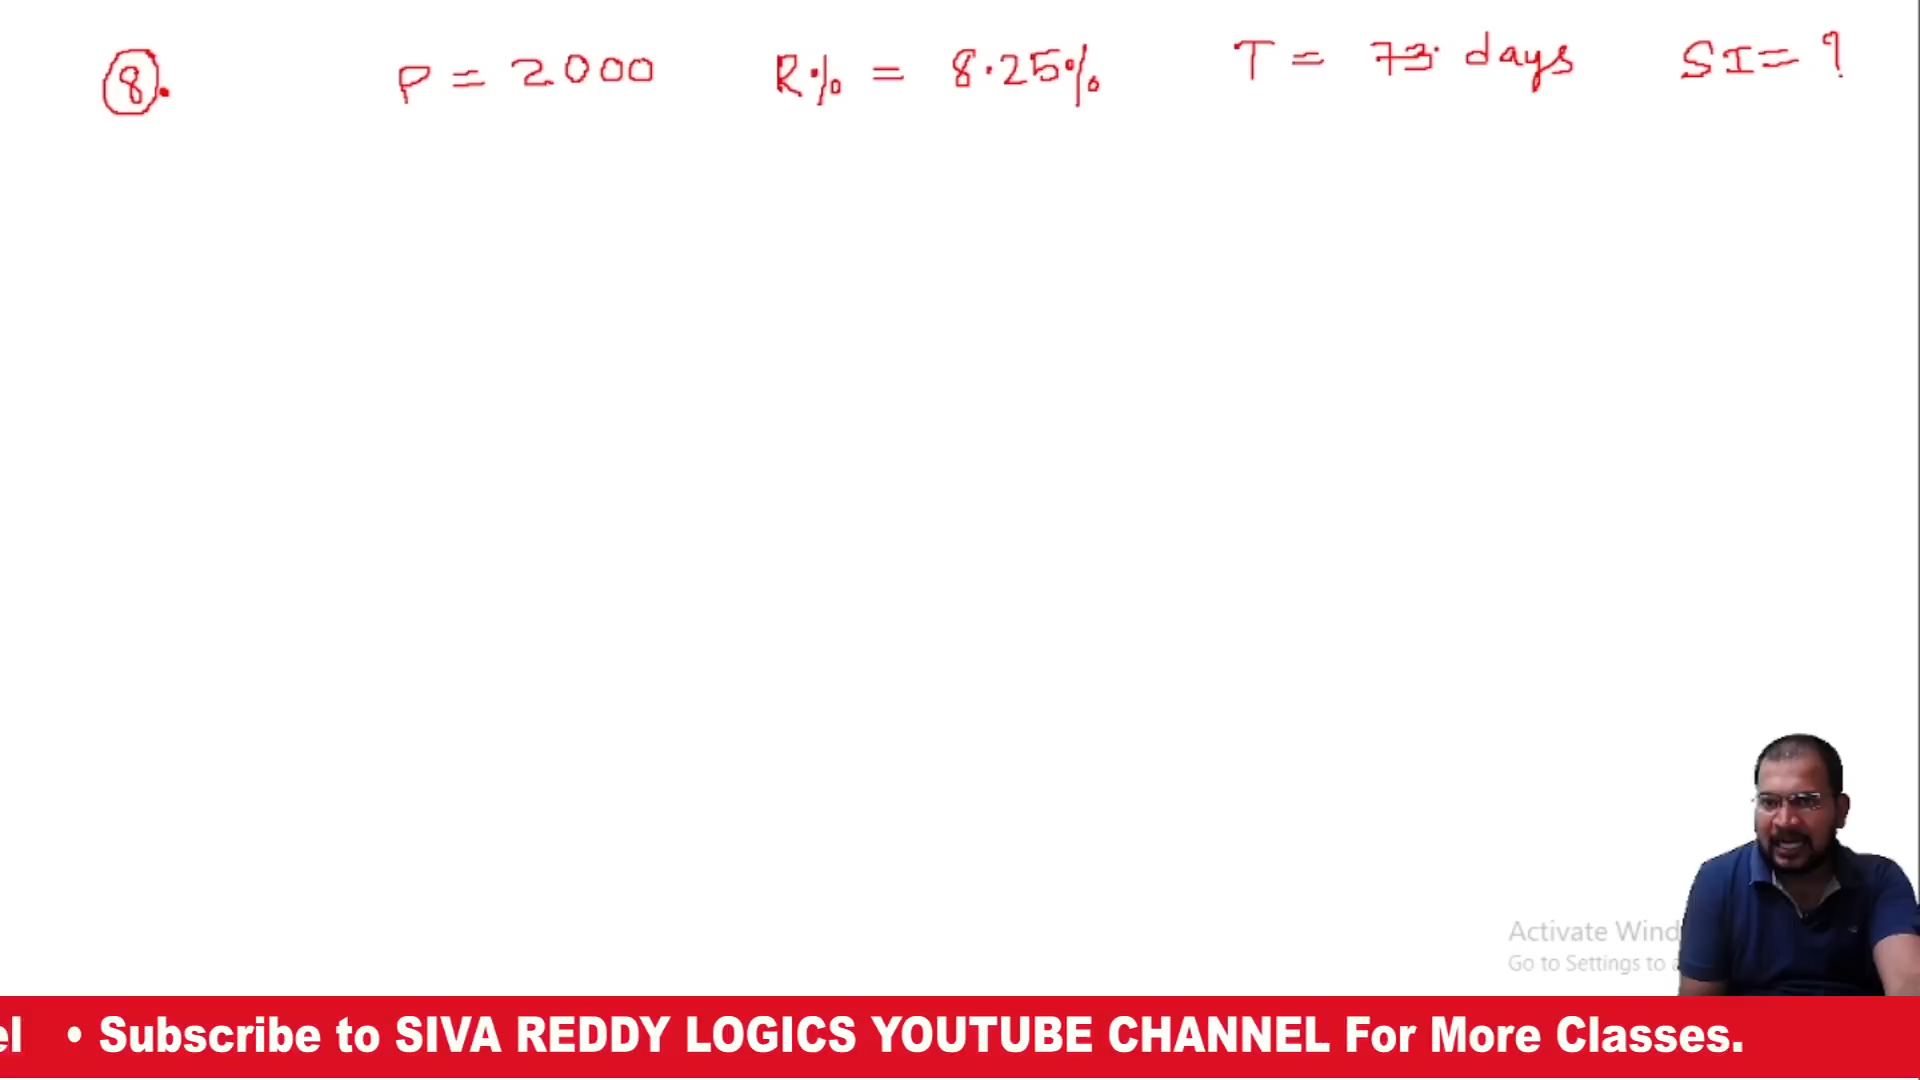 8. P = 2000 R% = 8.25% T = 73 days SI = ?
Activate Wind
Go to Settings to a
el • Subscribe to SIVA REDDY LOGICS YOUTUBE CHANNEL For More Classes.